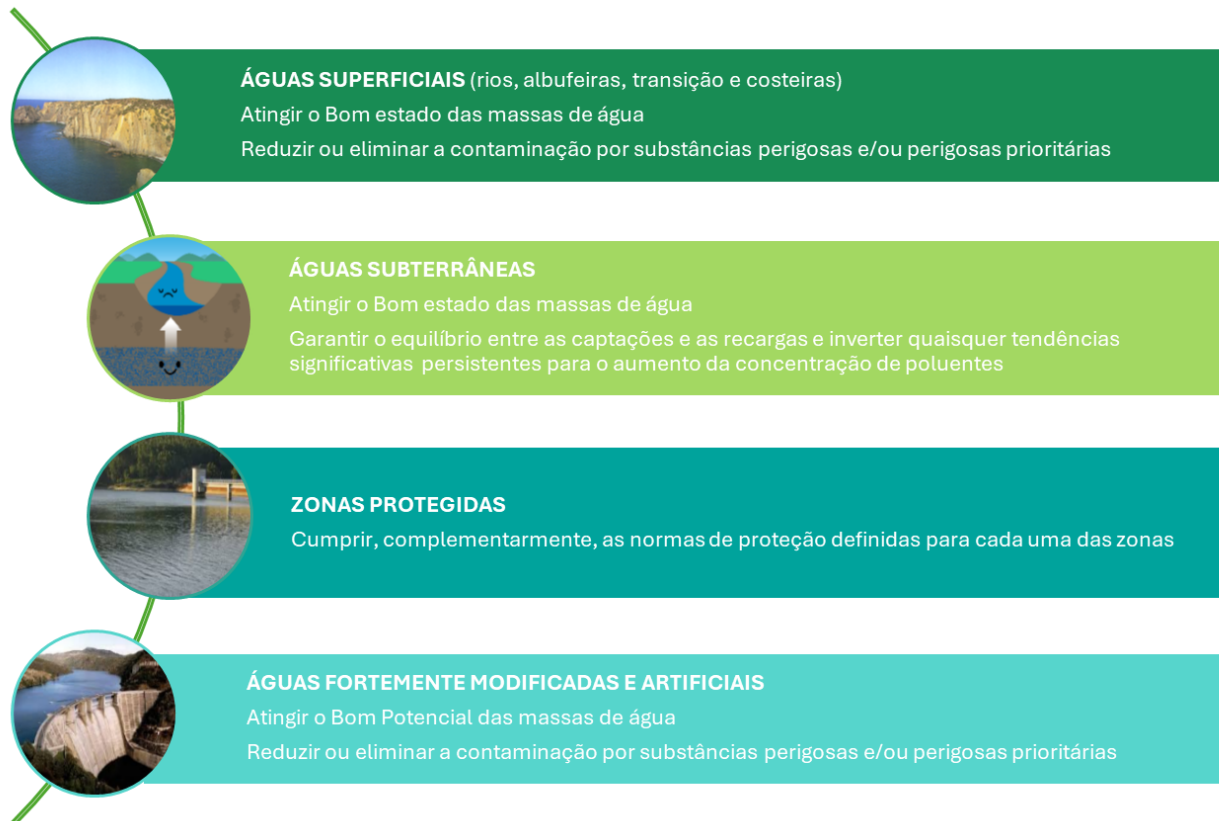 ÁGUAS SUPERFICIAIS (rios, albufeiras, transição e costeiras)
Atingir o Bom estado das massas de água
Reduzir ou eliminar a contaminação por substâncias perigosas e/ou perigosas prioritárias
ÁGUAS SUBTERRÂNEAS
Atingir o Bom estado das massas de água
Garantir o equilíbrio entre as captações e as recargas e inverter quaisquer tendências
significativas persistentes para o aumento da concentração de poluentes
ZONAS PROTEGIDAS
Cumprir, complementarmente, as normas de proteção definidas para cada uma das zonas
ÁGUAS FORTEMENTE MODIFICADAS E ARTIFICIAIS
Atingir o Bom Potencial das massas de água
Reduzir ou eliminar a contaminação por substâncias perigosas e/ou perigosas prioritárias